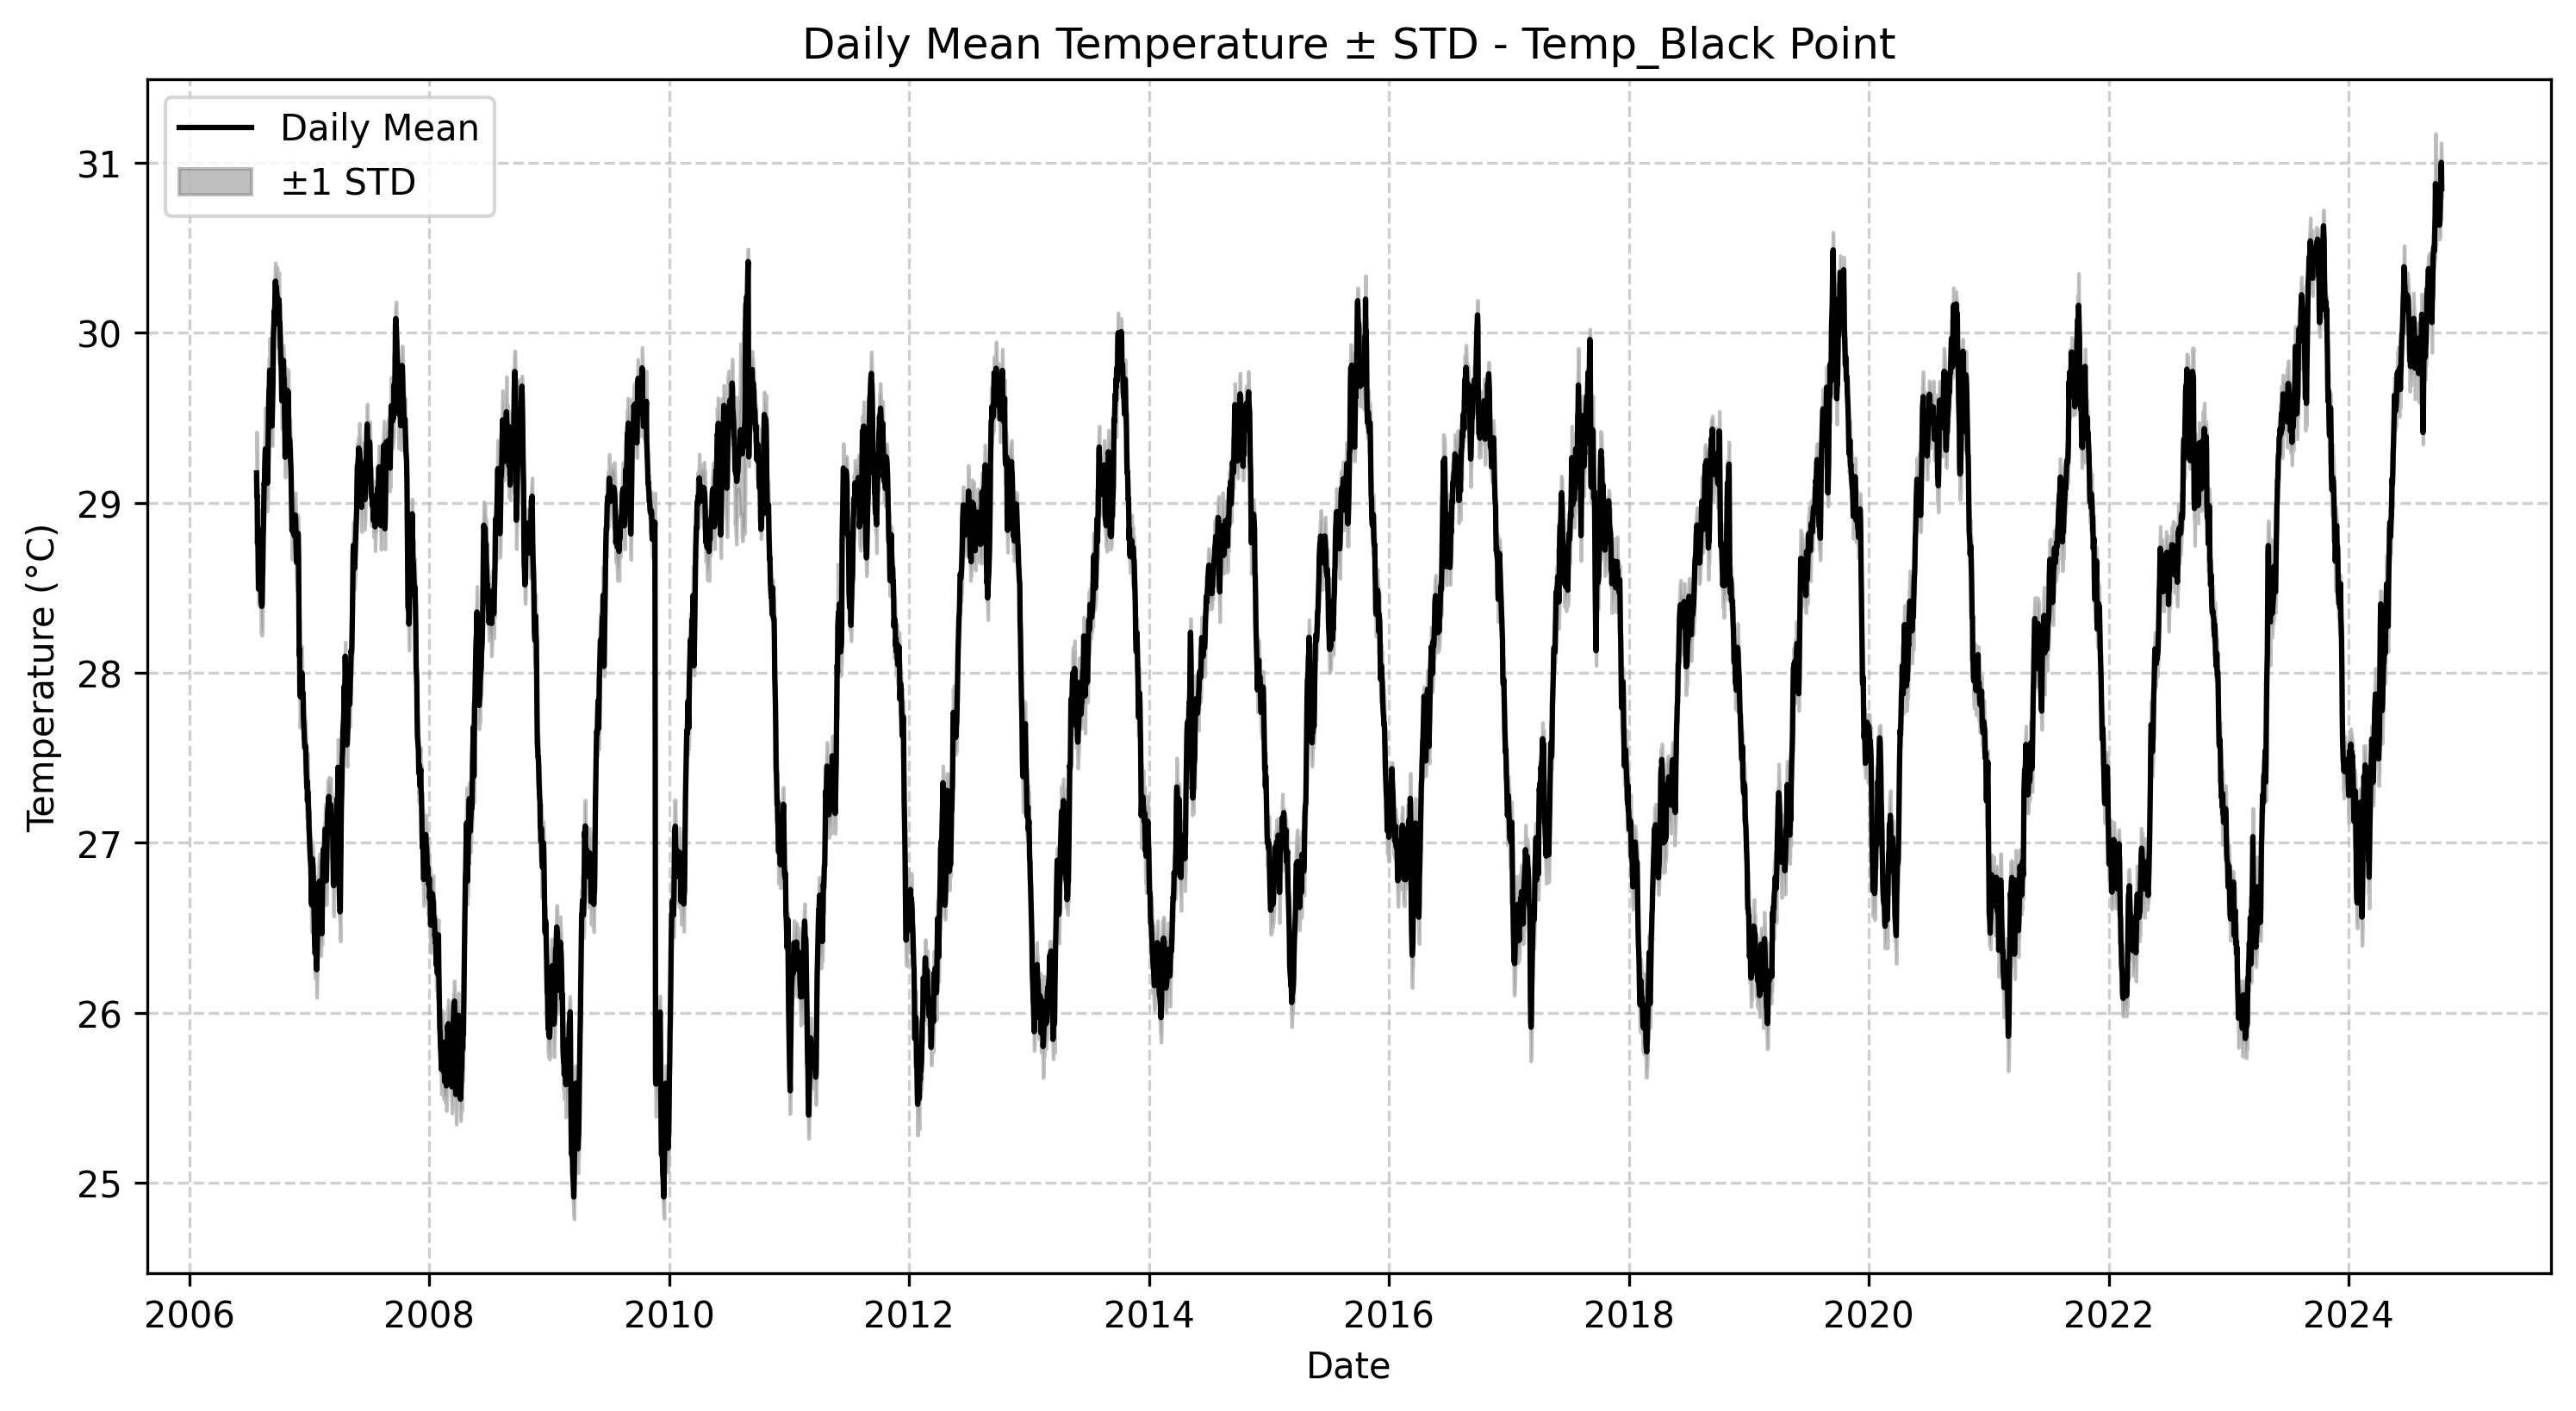 Daily Mean Temperature ± STD - Temp_Black Point
Daily Mean
±1 STD
Temperature (°C)
31
30
29
28
27
26
25
2006 2008 2010 2012 2014 2016 2018 2020 2022 2024
Date